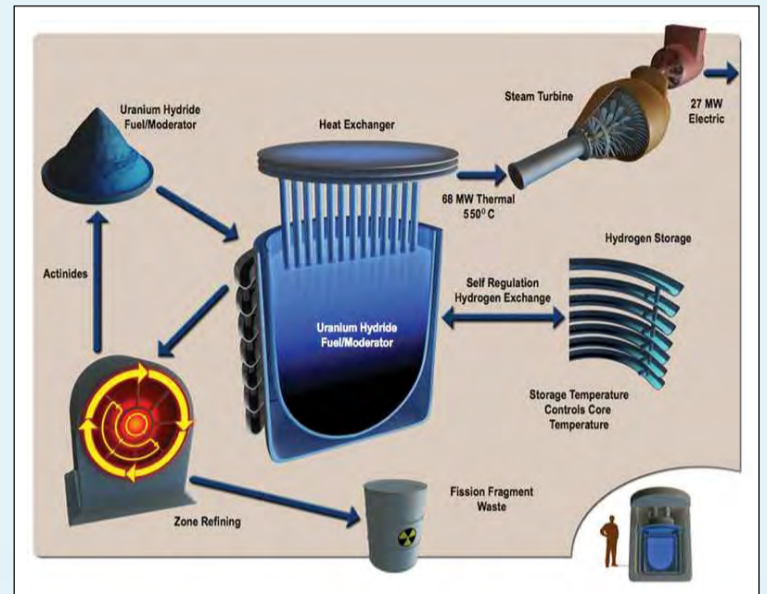 Uranium Hydride
Fuel/Moderator
Heat Exchanger
Steam Turbine
27 MW
Electric
68 MW Thermal
550⁰ C
Hydrogen Storage
Actinides
Self Regulation
Hydrogen Exchange
Uranium Hydride
Fuel/Moderator
Storage Temperature
Controls Core
Temperature
Fission Fragment
Waste
Zone Refining